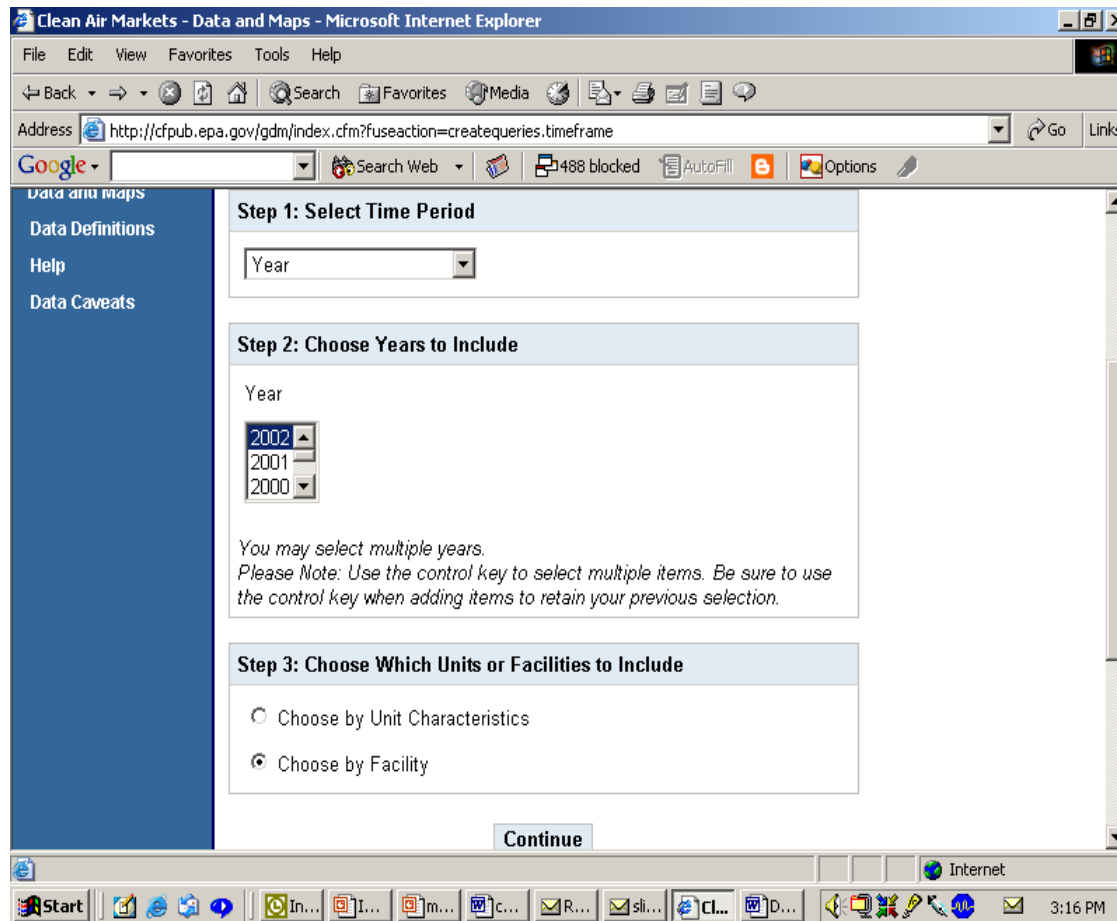 Clean Air Markets - Data and Maps - Microsoft Internet Explorer
File Edit View Favorites Tools Help
Back Search Favorites Media
Address http://cfpub.epa.gov/gdm/index.cfm?fuseaction=createqueries.timeframe Go Links
Google Search Web 488 blocked AutoFill Options
Data and Maps
Data Definitions
Help
Data Caveats
Step 1: Select Time Period
Year
Step 2: Choose Years to Include
Year
2002
2001
2000
You may select multiple years.
Please Note: Use the control key to select multiple items. Be sure to use
the control key when adding items to retain your previous selection.
Step 3: Choose Which Units or Facilities to Include
Choose by Unit Characteristics
Choose by Facility
Continue
Internet
Start In... I... m... c... R... sli... Cl... D... 3:16 PM